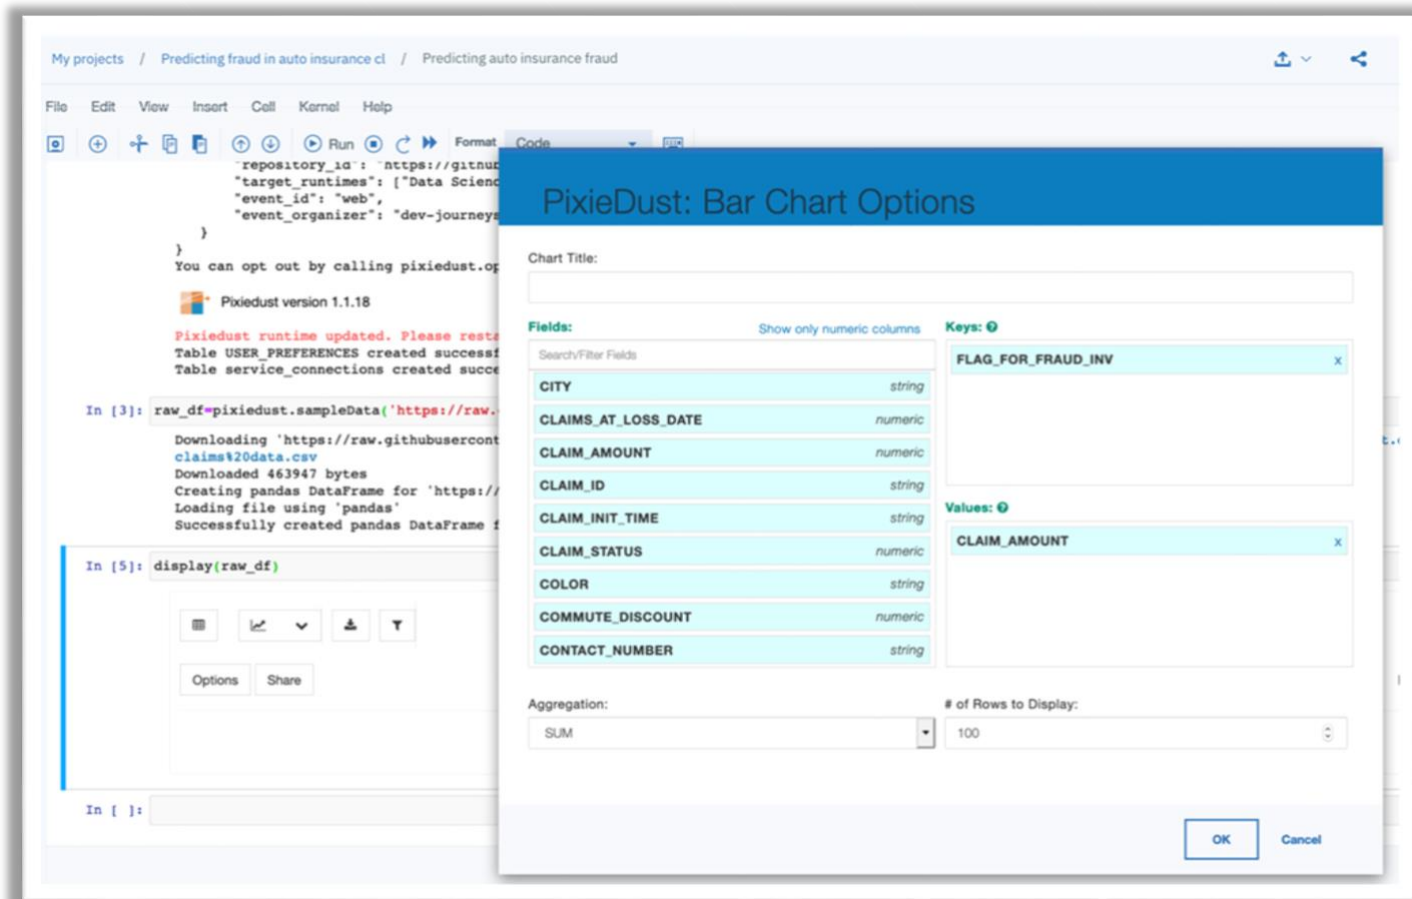 My projects / Predicting fraud in auto insurance cl / Predicting auto insurance fraud
File Edit View Insert Cell Kernel Help
Run Format Code
"repository_id": "https://github
"target_runtimes": ["Data Scienc
"event_id": "web",
"event_organizer": "dev-journeys
}
}
You can opt out by calling pixiedust.op
Pixiedust version 1.1.18
Pixiedust runtime updated. Please resta
Table USER_PREFERENCES created successf
Table service_connections created succe
In [3]: raw_df=pixiedust.sampleData('https://raw.
Downloading 'https://raw.githubusercont
claims%20data.csv
Downloaded 463947 bytes
Creating pandas DataFrame for 'https://
Loading file using 'pandas'
Successfully created pandas DataFrame f
In [5]: display(raw_df)
Options Share
In [ ]:
PixieDust: Bar Chart Options
Chart Title:
Fields: Show only numeric columns
Search/Filter Fields
CITY string
CLAIMS_AT_LOSS_DATE numeric
CLAIM_AMOUNT numeric
CLAIM_ID string
CLAIM_INIT_TIME string
CLAIM_STATUS numeric
COLOR string
COMMUTE_DISCOUNT numeric
CONTACT_NUMBER string
Keys: ?
FLAG_FOR_FRAUD_INV x
Values: ?
CLAIM_AMOUNT x
Aggregation:
SUM
# of Rows to Display:
100
OK Cancel